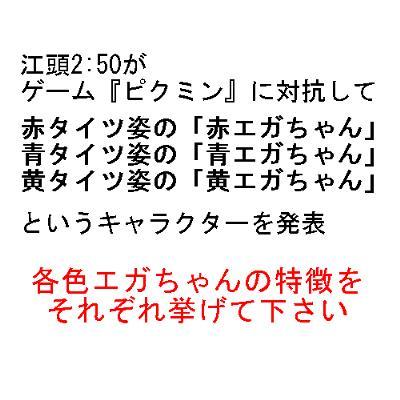 江頭2:50が
ゲーム『ピクミン』に対抗して
赤タイツ姿の「赤エガちゃん」
青タイツ姿の「青エガちゃん」
黄タイツ姿の「黄エガちゃん」
というキャラクターを発表
各色エガちゃんの特徴を
それぞれ挙げて下さい